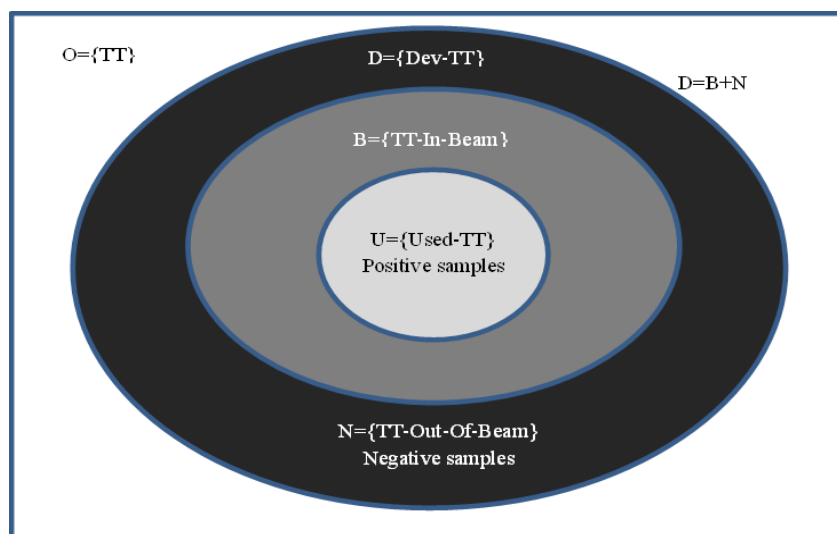 O={TT}
D={Dev-TT}
D=B+N
B={TT-In-Beam}
U={Used-TT}
Positive samples
N={TT-Out-Of-Beam}
Negative samples